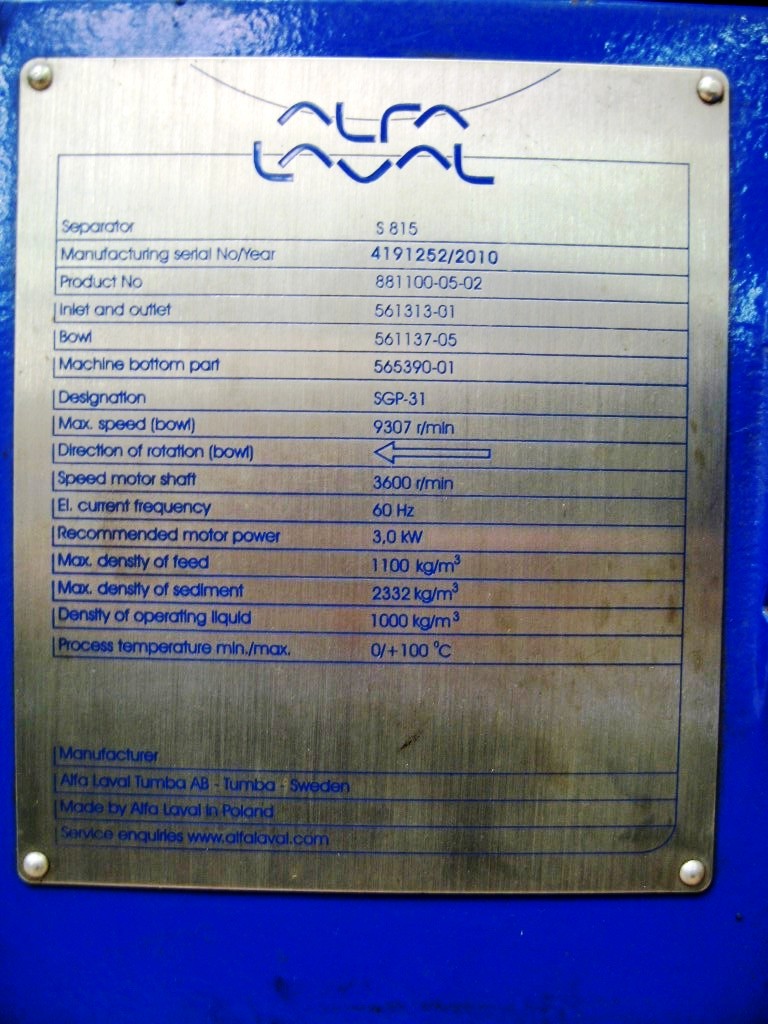 ALFA
LAVAL
Separator S 815
Manufacturing serial No/Year 4191252/2010
Product No 881100-05-02
Inlet and outlet 561313-01
Bowl 561137-05
Machine bottom part 565390-01
Designation SGP-31
Max. speed (bowl) 9307 r/min
Direction of rotation (bowl)
Speed motor shaft 3600 r/min
El. current frequency 60 Hz
Recommended motor power 3,0 kW
Max. density of feed 1100 kg/m³
Max. density of sediment 2332 kg/m³
Density of operating liquid 1000 kg/m³
Process temperature min./max. 0/+100 °C
Manufacturer
Alfa Laval Tumba AB - Tumba - Sweden
Made by Alfa Laval in Poland
Service enquiries www.alfalaval.com